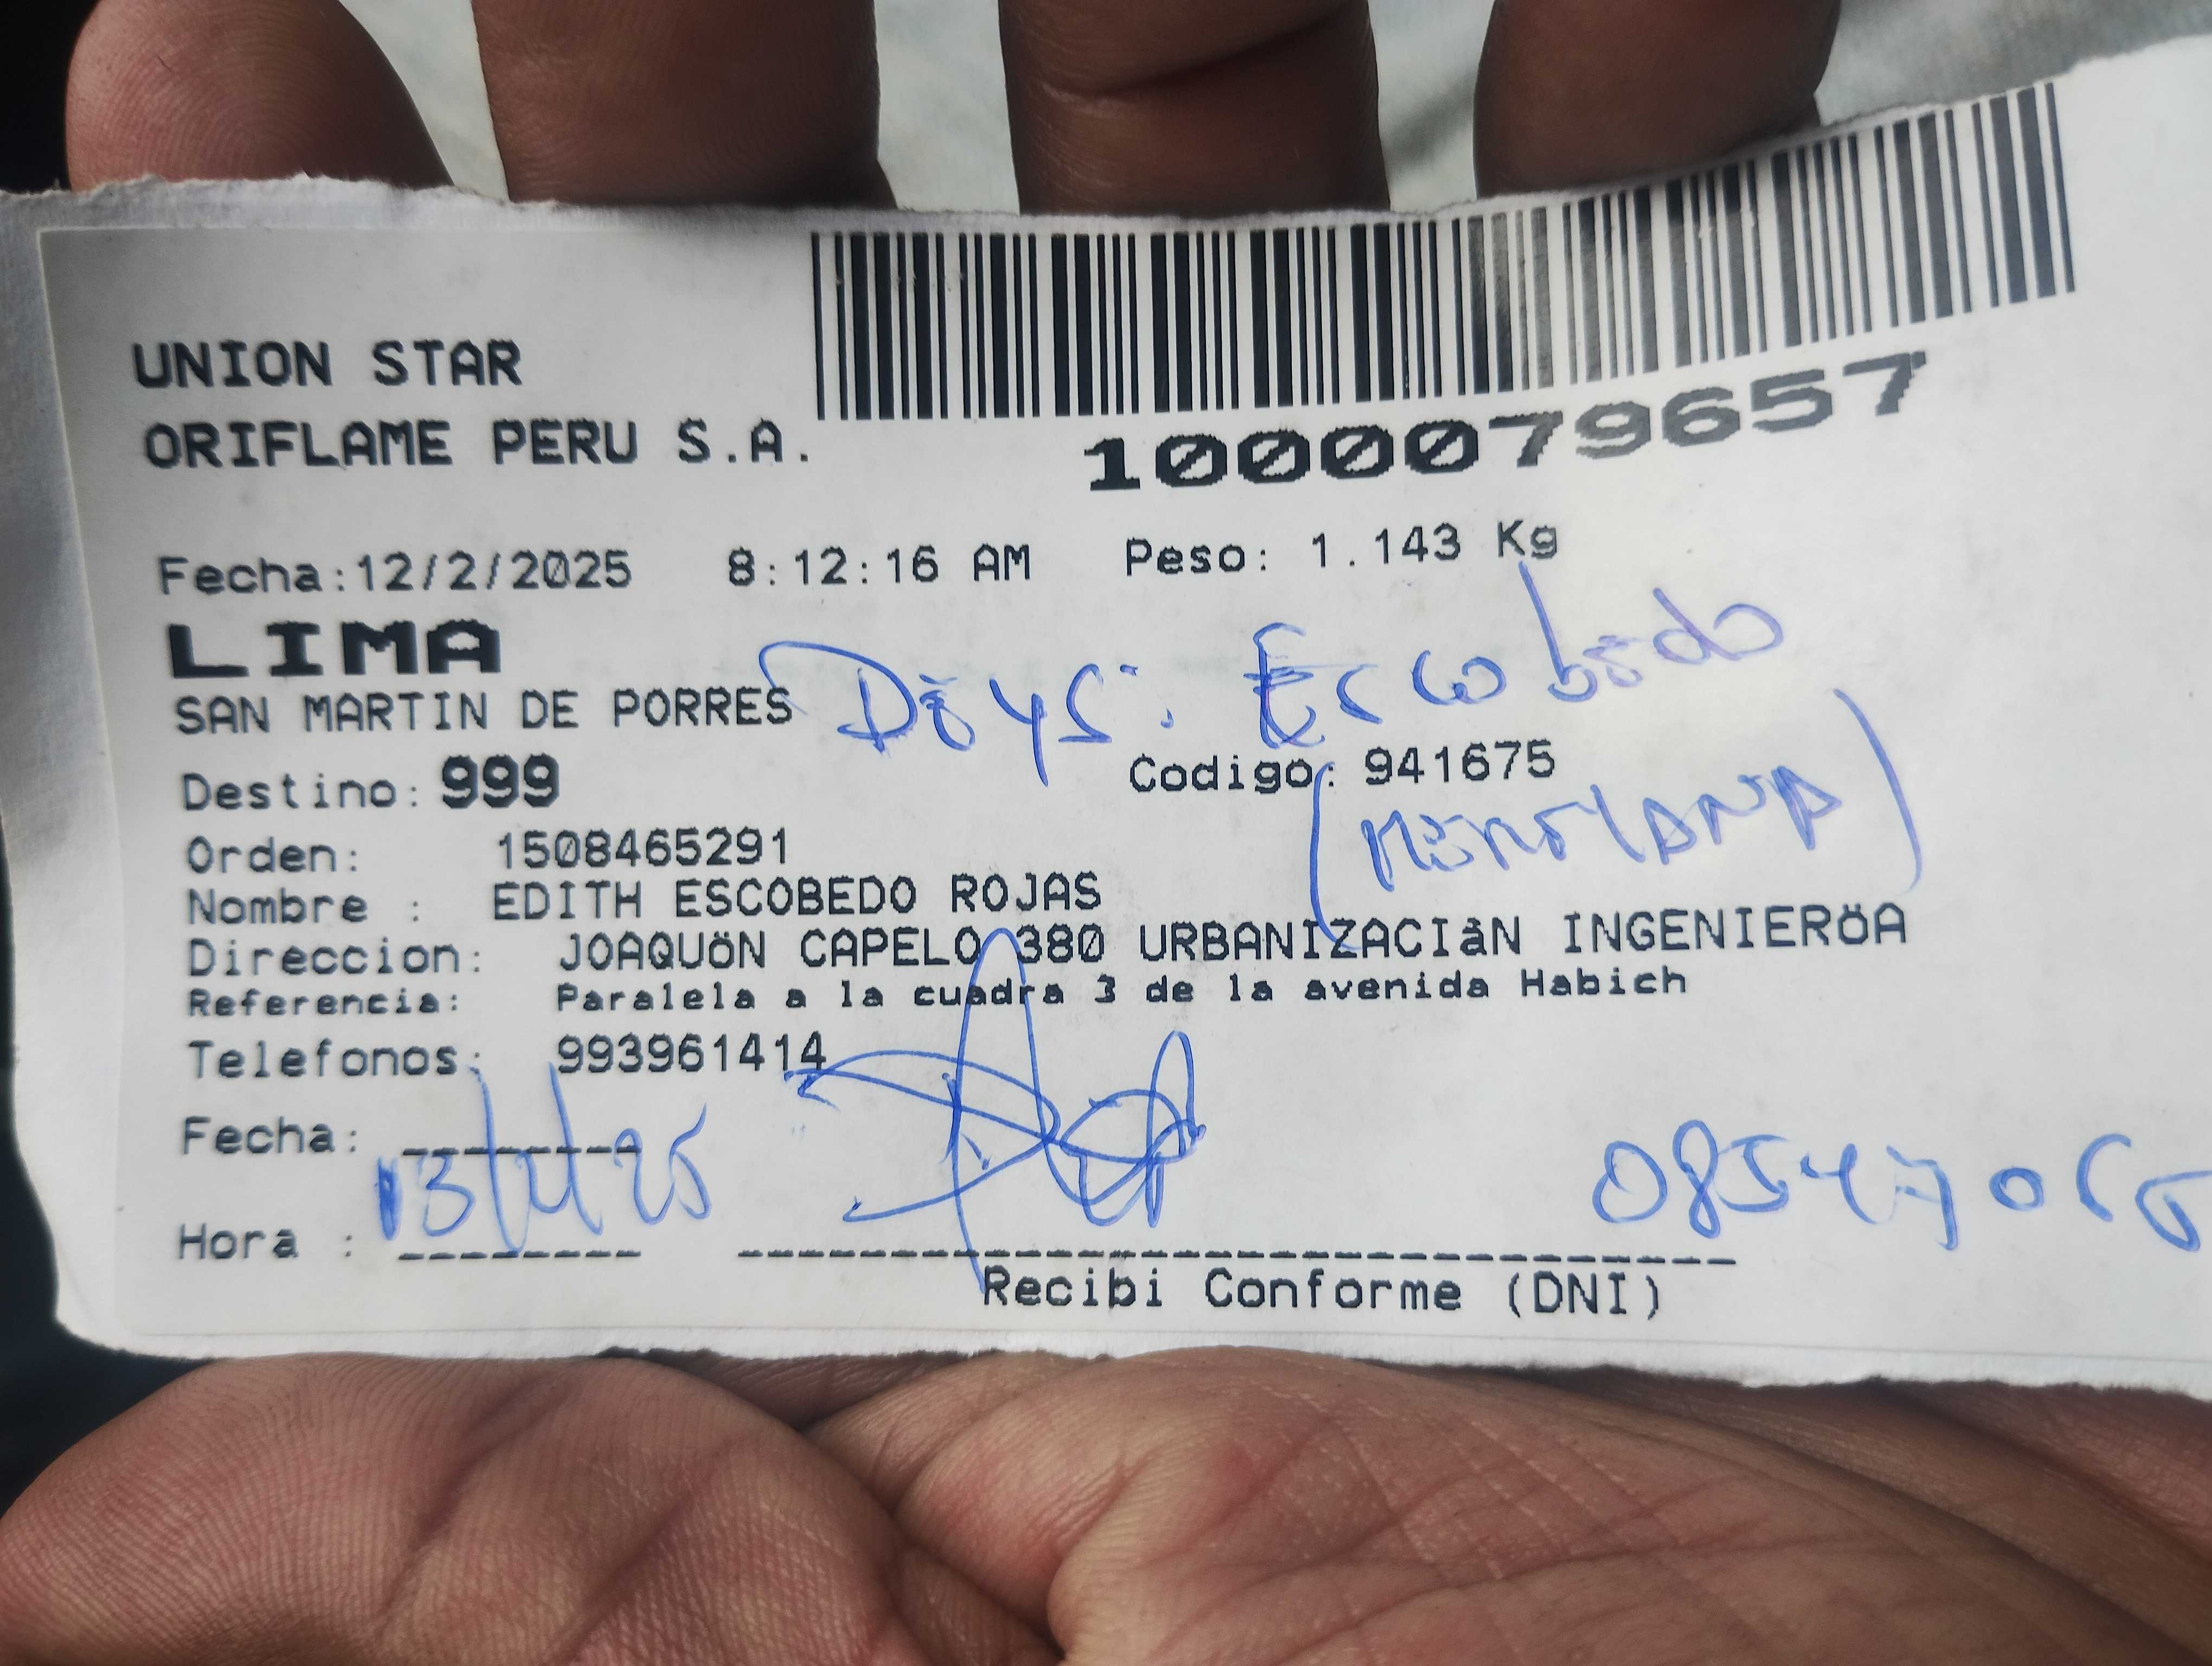 UNION STAR
ORIFLAME PERU S.A.
1000079657
Fecha:12/2/2025 8:12:16 AM Peso: 1.143 Kg
LIMA
SAN MARTIN DE PORRES
Escobedo
Destino: 999 Codigo: 941675
Orden: 1508465291
Nombre : EDITH ESCOBEDO ROJAS
Direccion: JOAQUÖN CAPELO 380 URBANIZACIâN INGENIERÖA
Referencia: Paralela a la cuadra 3 de la avenida Habich
Telefonos: 993961414
Fecha:
Hora :
Recibi Conforme (DNI)